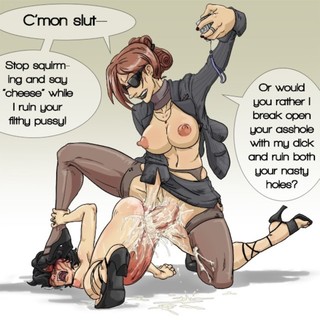 C'mon slut-
Stop squirm-
ing and say
"cheese" while
I ruin your
filthy pussy!
Or would
you rather I
break open
your asshole
with my dick
and ruin both
your nasty
holes?